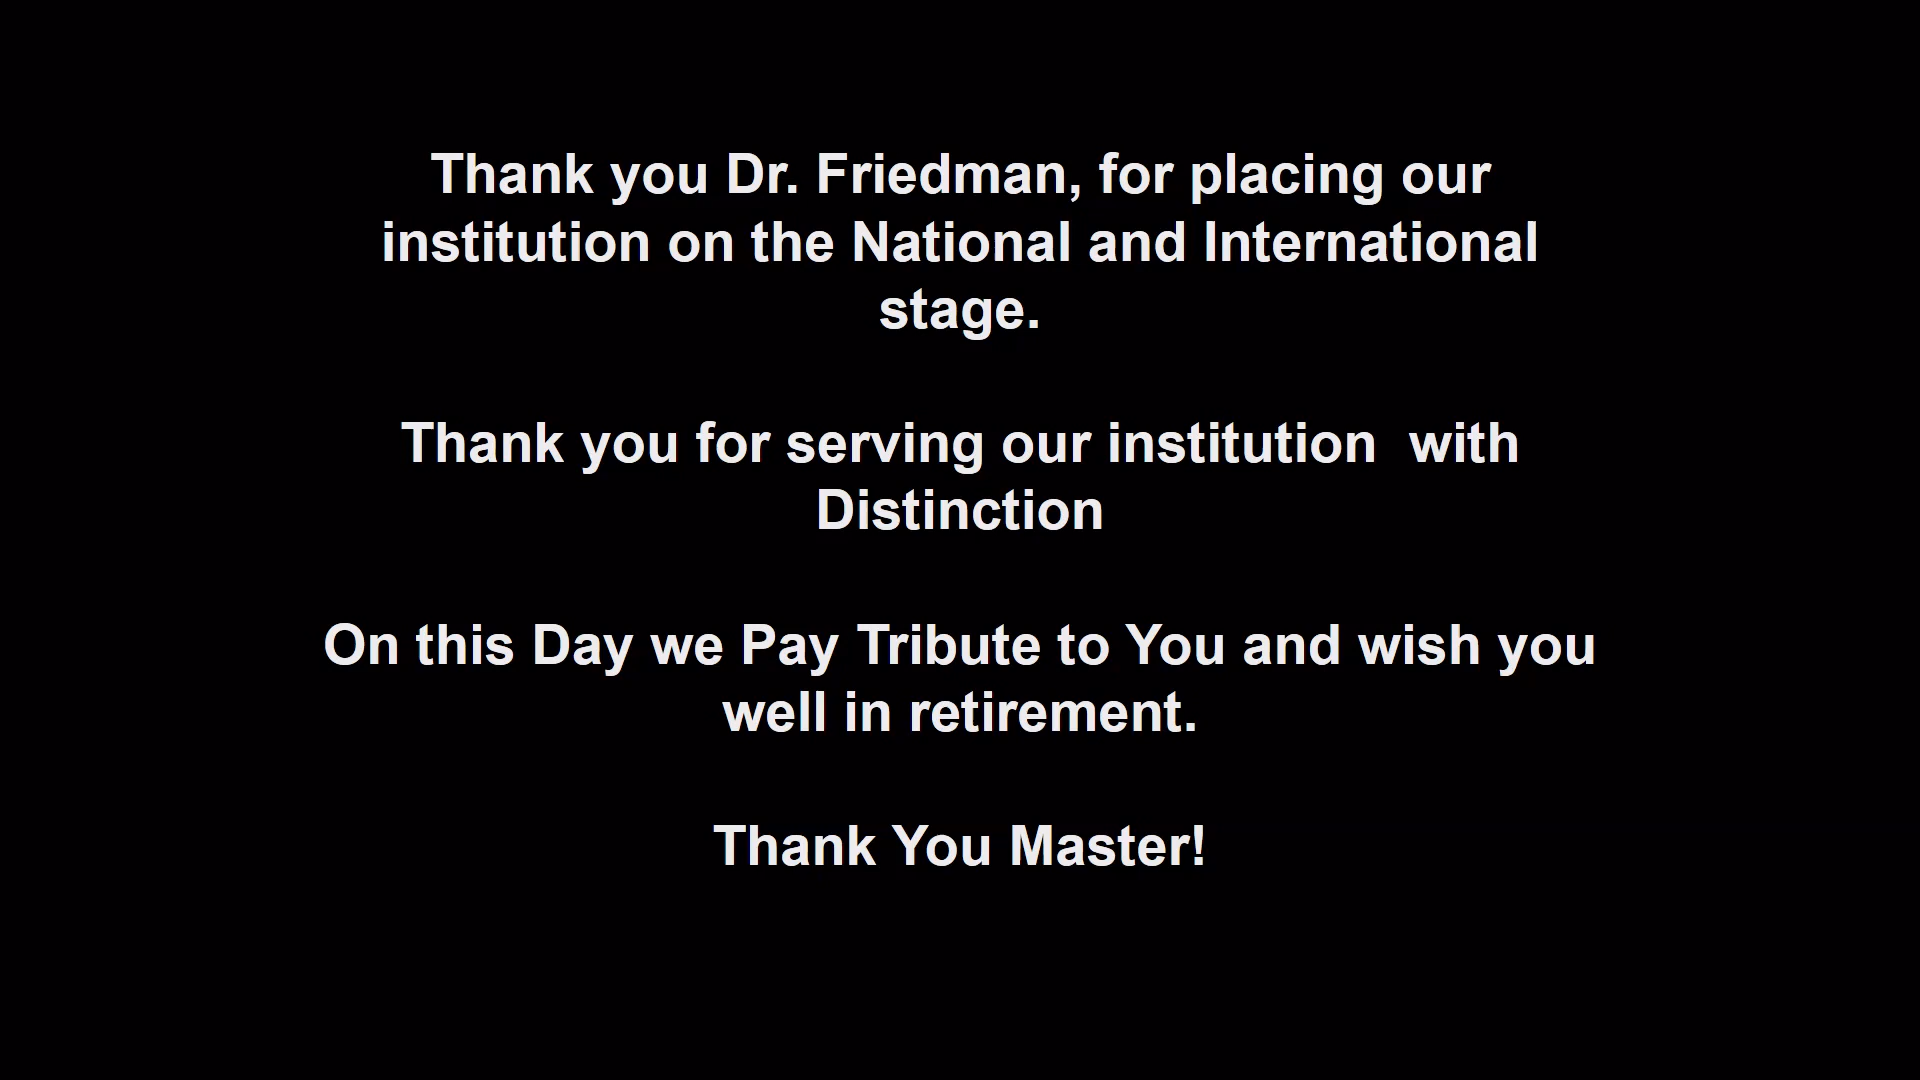 Thank you Dr. Friedman, for placing our
institution on the National and International
stage.
Thank you for serving our institution  with
Distinction
On this Day we Pay Tribute to You and wish you
well in retirement.
Thank You Master!